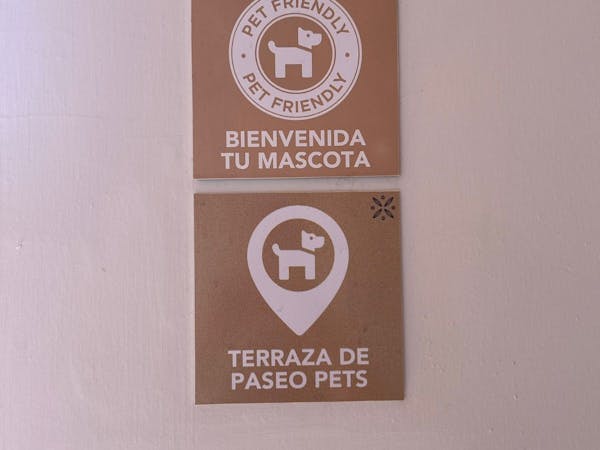 PET FRIENDLY
PET FRIENDLY
BIENVENIDA
TU MASCOTA
TERRAZA DE
PASEO PETS